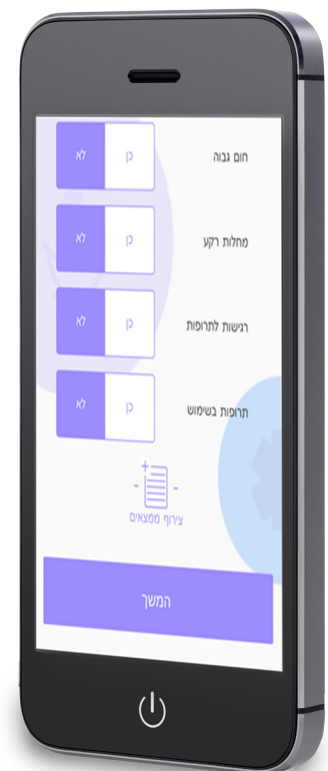 חום גבוה כן לא
מחלות רקע כן לא
רגישות לתרופות כן לא
תרופות בשימוש כן לא
צירוף ממצאים
המשך